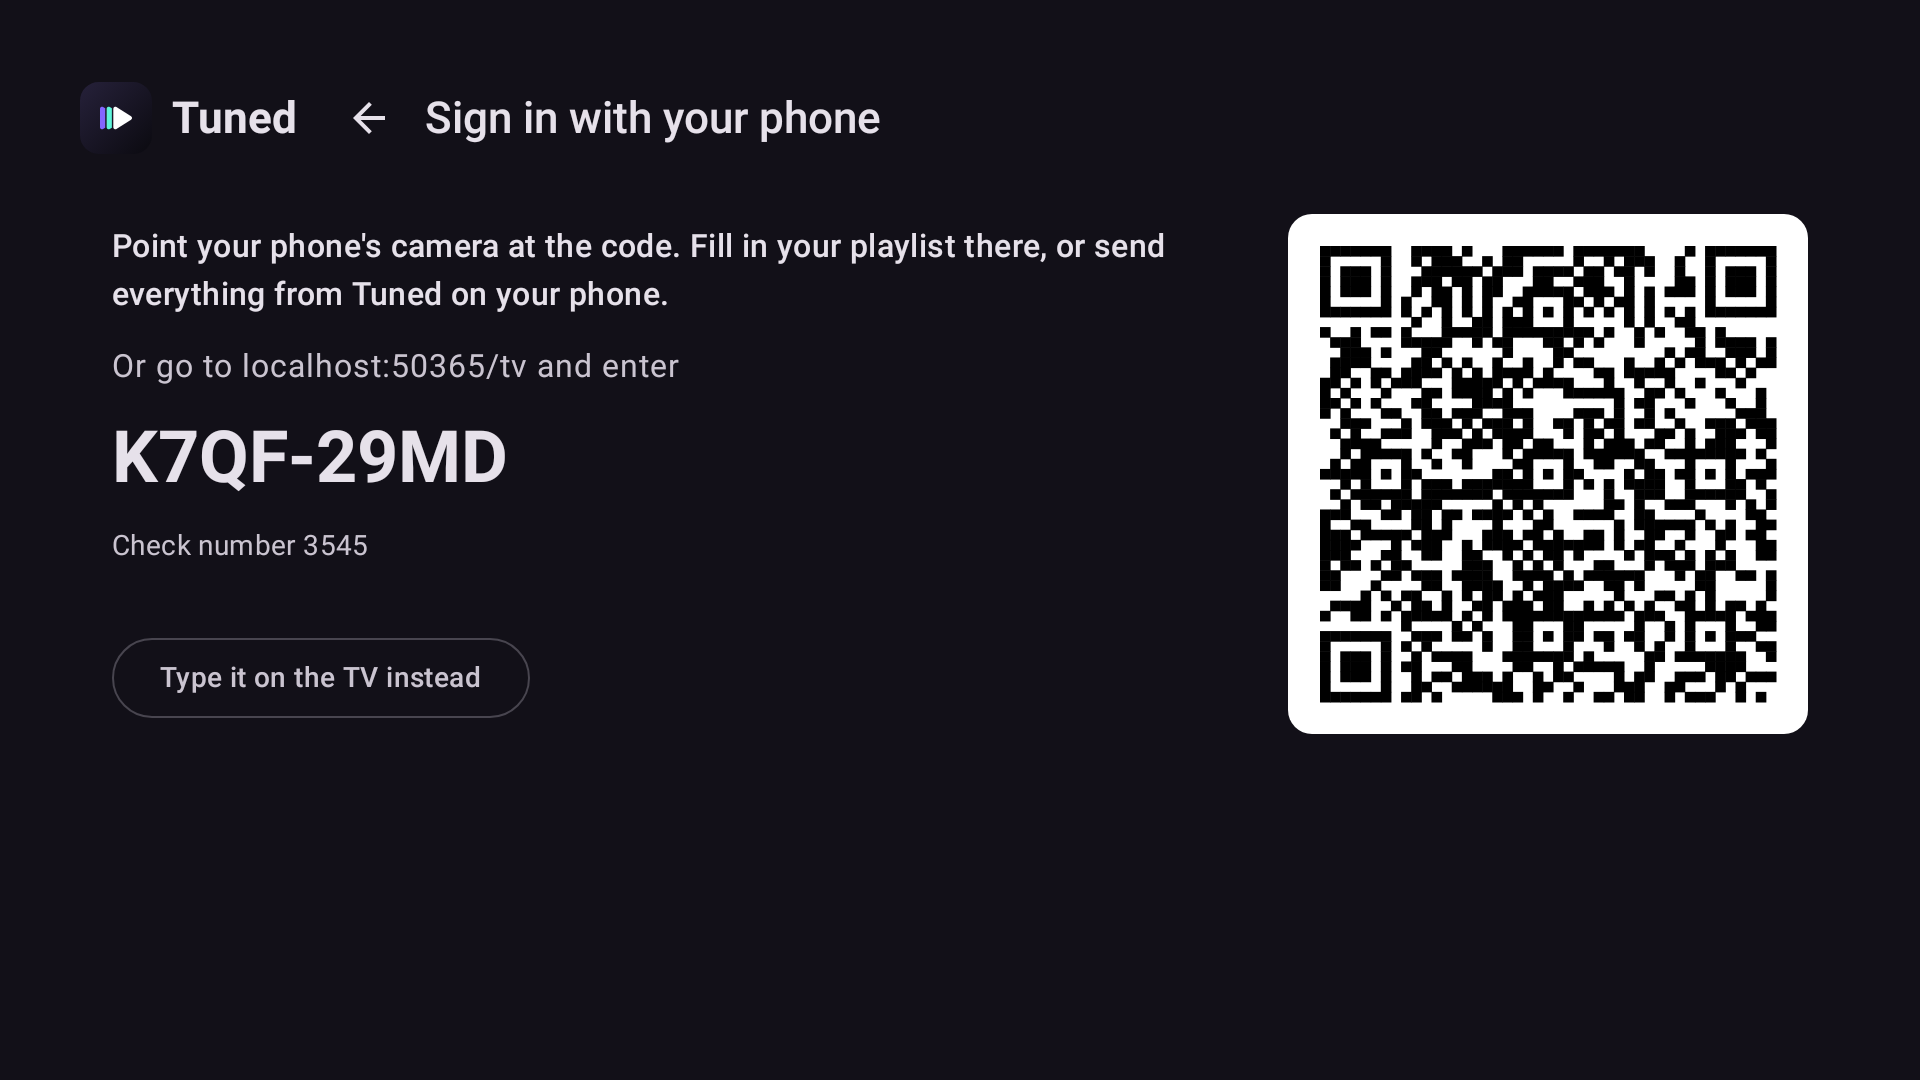 Tuned
Sign in with your phone
Point your phone's camera at the code. Fill in your playlist there, or send
everything from Tuned on your phone.
Or go to localhost:50365/tv and enter
K7QF-29MD
Check number 3545
Type it on the TV instead